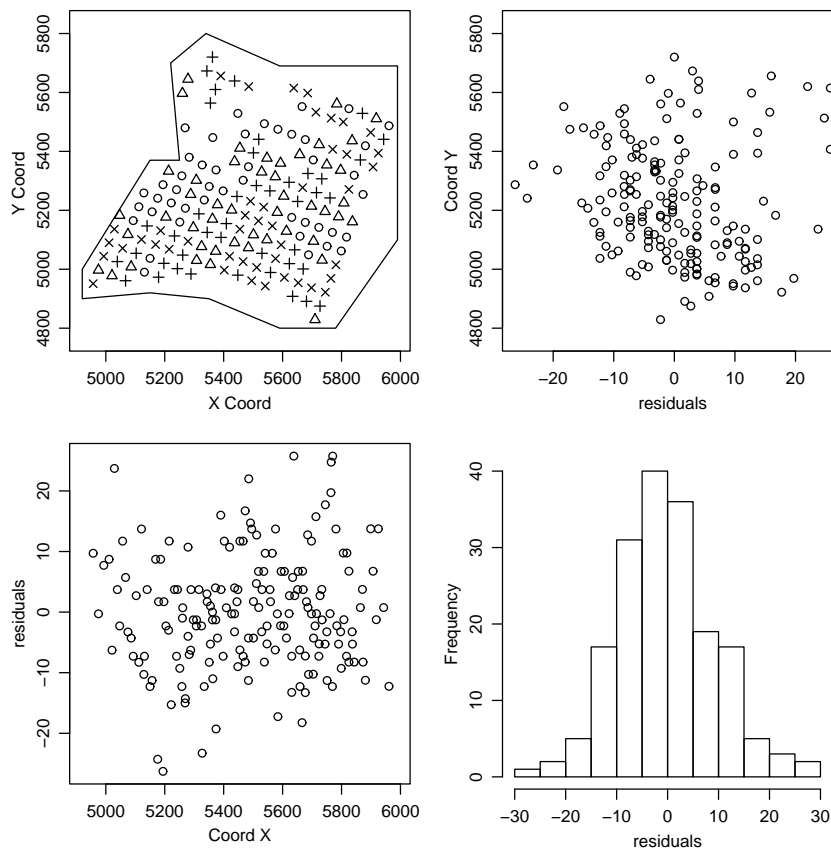 4800 5000 5200 5400 5600 5800
Y Coord
5000 5200 5400 5600 5800 6000
X Coord
4800 5000 5200 5400 5600 5800
Coord Y
−20 −10 0 10 20
residuals
−20 −10 0 10 20
residuals
5000 5200 5400 5600 5800 6000
Coord X
0 10 20 30 40
Frequency
−30 −20 −10 0 10 20 30
residuals